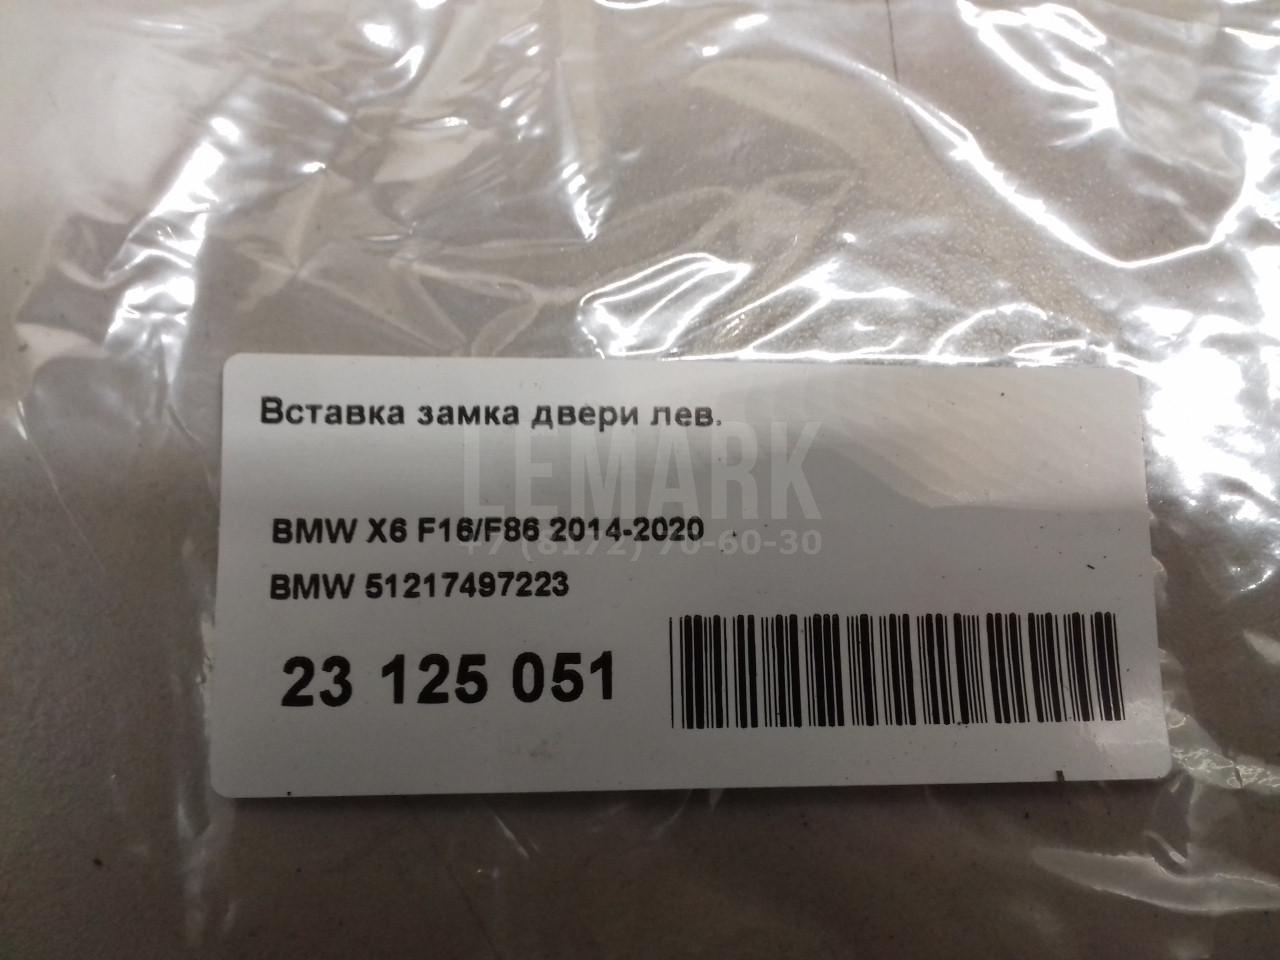 Вставка замка двери лев.
LEMARK
BMW X6 F16/F86 2014-2020
+7 (8172) 70-60-30
BMW 51217497223
23 125 051